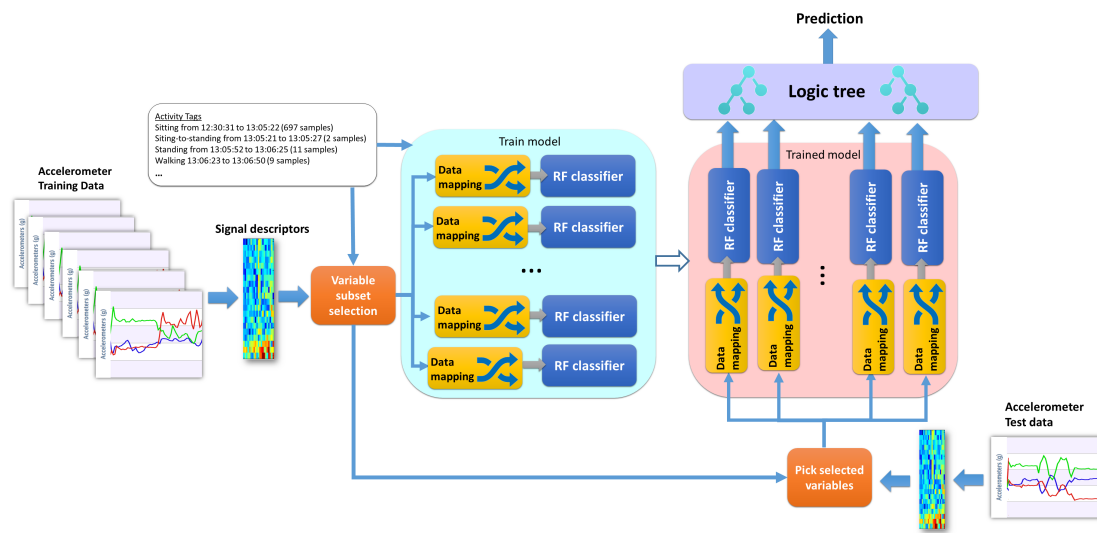 Prediction
Logic tree
Activity Tags
Sitting from 12:30:31 to 13:05:22 (697 samples)
Siting-to-standing from 13:05:21 to 13:05:27 (2 samples)
Standing from 13:05:52 to 13:06:25 (11 samples)
Walking 13:06:23 to 13:06:50 (9 samples)
...
Accelerometer
Training Data
Accelerometers (g)
Accelerometers (g)
Accelerometers (g)
Accelerometers (g)
Accelerometers (g)
Accelerometers (g)
Signal descriptors
Variable
subset
selection
Train model
Data
mapping
RF classifier
Data
mapping
RF classifier
...
Data
mapping
RF classifier
Data
mapping
RF classifier
Trained model
RF classifier
RF classifier
RF classifier
RF classifier
...
Data
mapping
Data
mapping
Data
mapping
Data
mapping
Pick selected
variables
Accelerometer
Test data
Accelerometers (g)